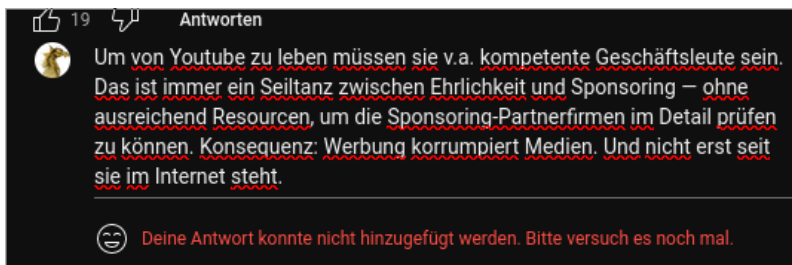 19 Antworten
Um von Youtube zu leben müssen sie v.a. kompetente Geschäftsleute sein.
Das ist immer ein Seiltanz zwischen Ehrlichkeit und Sponsoring — ohne
ausreichend Resourcen, um die Sponsoring-Partnerfirmen im Detail prüfen
zu können. Konsequenz: Werbung korrumpiert Medien. Und nicht erst seit
sie im Internet steht.
Deine Antwort konnte nicht hinzugefügt werden. Bitte versuch es noch mal.